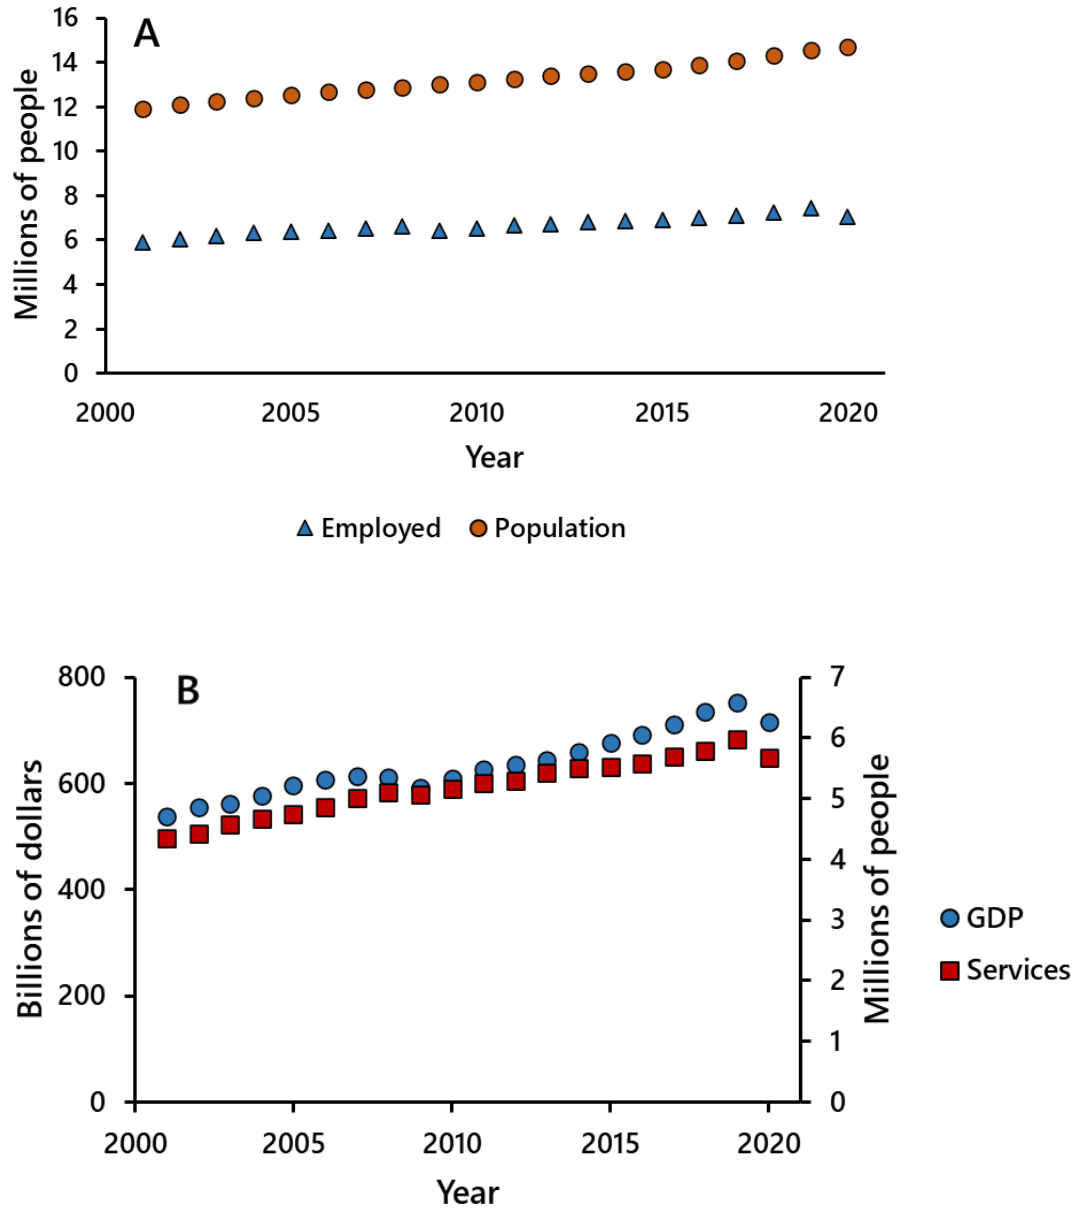 A
16
14
12
10
8
6
4
2
0
Millions of people
2000 2005 2010 2015 2020
Year
Employed Population
B
800
600
400
200
0
Billions of dollars
7
6
5
4
3
2
1
0
Millions of people
GDP
Services
2000 2005 2010 2015 2020
Year